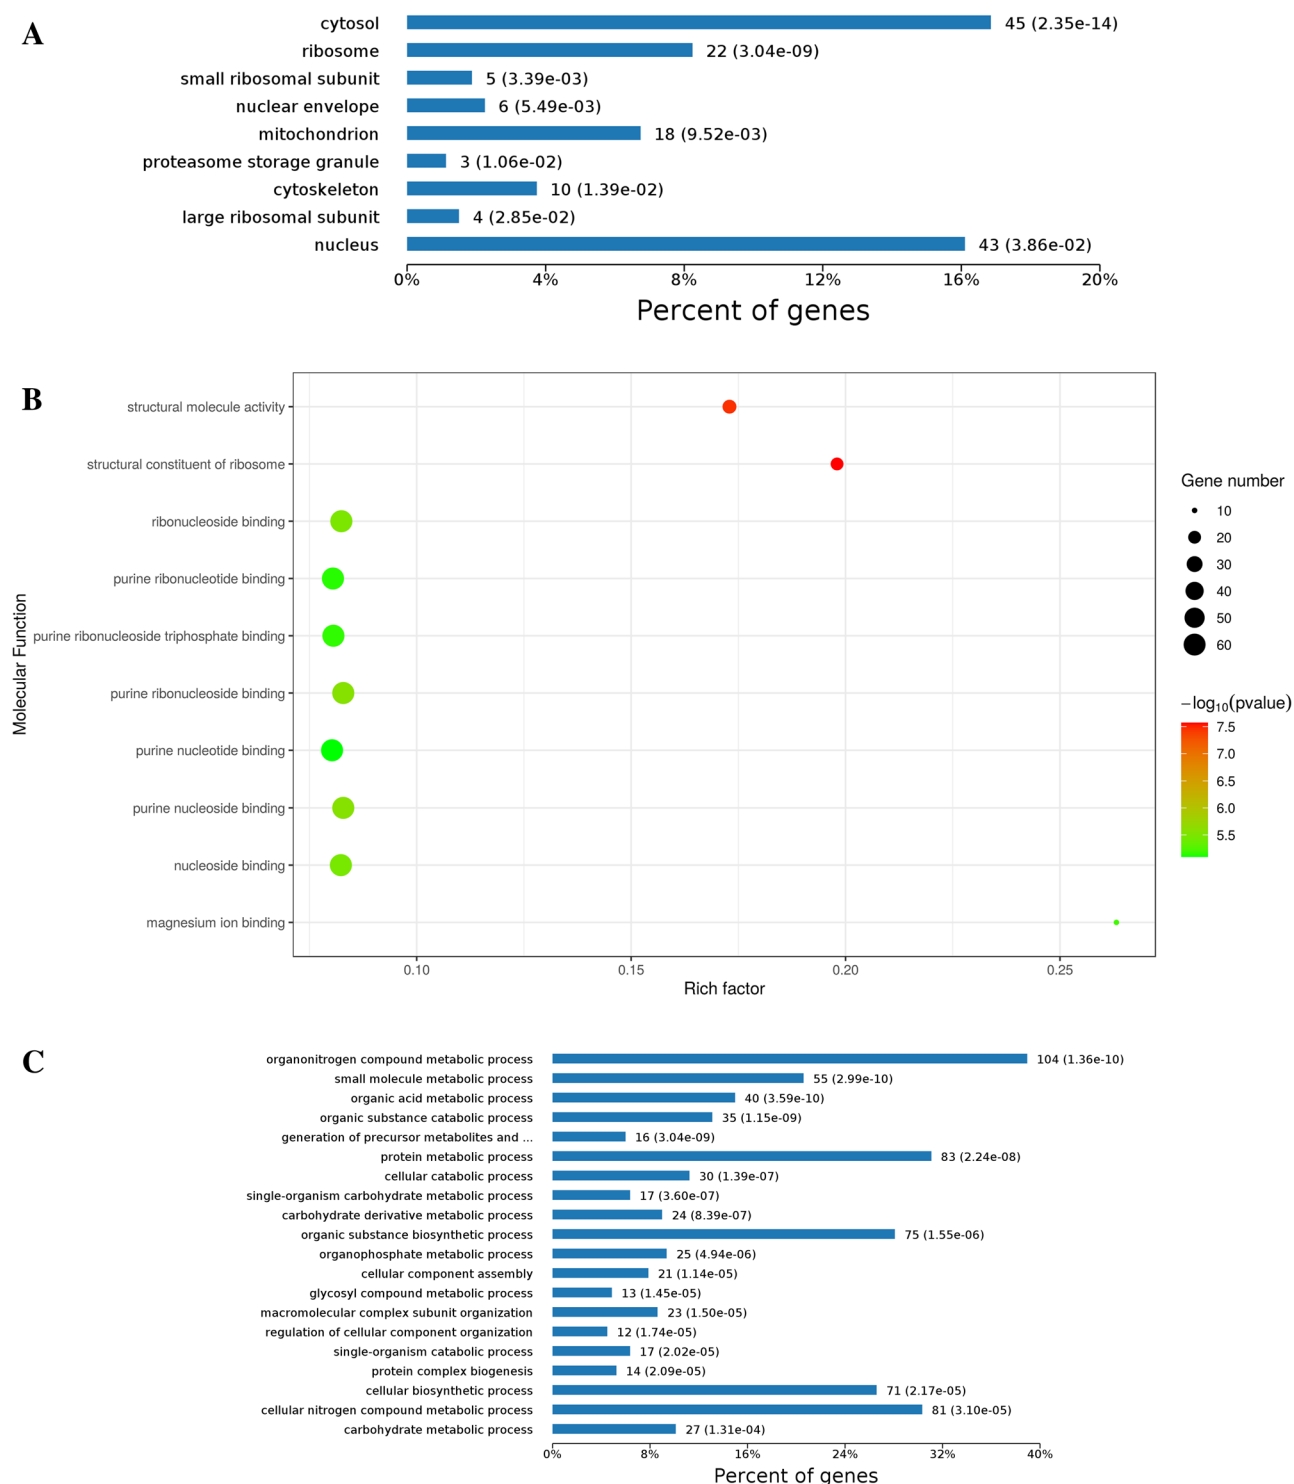 A
cytosol 45 (2.35e-14)
ribosome 22 (3.04e-09)
small ribosomal subunit 5 (3.39e-03)
nuclear envelope 6 (5.49e-03)
mitochondrion 18 (9.52e-03)
proteasome storage granule 3 (1.06e-02)
cytoskeleton 10 (1.39e-02)
large ribosomal subunit 4 (2.85e-02)
nucleus 43 (3.86e-02)
0% 4% 8% 12% 16% 20%
Percent of genes
B
Molecular Function
structural molecule activity
structural constituent of ribosome
ribonucleoside binding
purine ribonucleotide binding
purine ribonucleoside triphosphate binding
purine ribonucleoside binding
purine nucleotide binding
purine nucleoside binding
nucleoside binding
magnesium ion binding
0.10 0.15 0.20 0.25
Rich factor
Gene number
10
20
30
40
50
60
−log₁₀(pvalue)
7.5
7.0
6.5
6.0
5.5
C
organonitrogen compound metabolic process 104 (1.36e-10)
small molecule metabolic process 55 (2.99e-10)
organic acid metabolic process 40 (3.59e-10)
organic substance catabolic process 35 (1.15e-09)
generation of precursor metabolites and ... 16 (3.04e-09)
protein metabolic process 83 (2.24e-08)
cellular catabolic process 30 (1.39e-07)
single-organism carbohydrate metabolic process 17 (3.60e-07)
carbohydrate derivative metabolic process 24 (8.39e-07)
organic substance biosynthetic process 75 (1.55e-06)
organophosphate metabolic process 25 (4.94e-06)
cellular component assembly 21 (1.14e-05)
glycosyl compound metabolic process 13 (1.45e-05)
macromolecular complex subunit organization 23 (1.50e-05)
regulation of cellular component organization 12 (1.74e-05)
single-organism catabolic process 17 (2.02e-05)
protein complex biogenesis 14 (2.09e-05)
cellular biosynthetic process 71 (2.17e-05)
cellular nitrogen compound metabolic process 81 (3.10e-05)
carbohydrate metabolic process 27 (1.31e-04)
0% 8% 16% 24% 32% 40%
Percent of genes